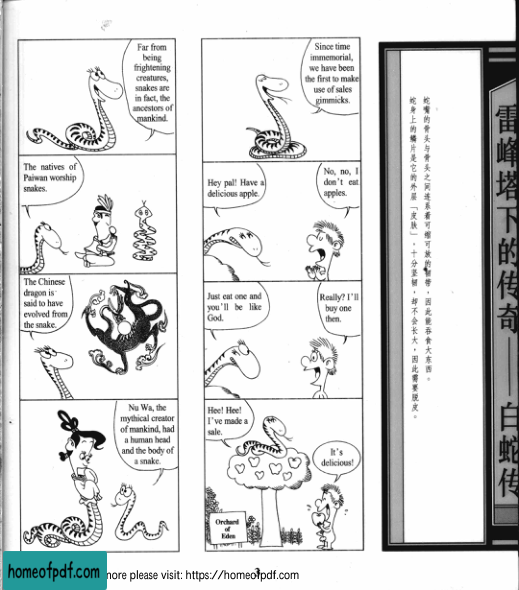 Far from
being
frightening
creatures,
snakes are
in fact, the
ancestors of
mankind.
The natives of
Paiwan worship
snakes.
The Chinese
dragon is
said to have
evolved from
the snake.
Nu Wa, the
mythical creator
of mankind, had
a human head
and the body of
a snake.
Since time
immemorial,
we have been
the first to make
use of sales
gimmicks.
Hey pal! Have a
delicious apple.
No, no, I
don't eat
apples.
Just eat one and
you'll be like
God.
Really? I'll
buy one
then.
Hee! Hee!
I've made a
sale.
It's
delicious!
Orchard
of
Eden
蛇嘴的骨头与骨头之间连系着可缩可放的韧带，因此能吞食大东西。
蛇身上的鳞片是它的外层「皮肤」，十分坚韧，却不会长大，因此需要脱皮。
雷峰塔下的传奇——白蛇传
3
homeofpdf.com
more please visit: https://homeofpdf.com